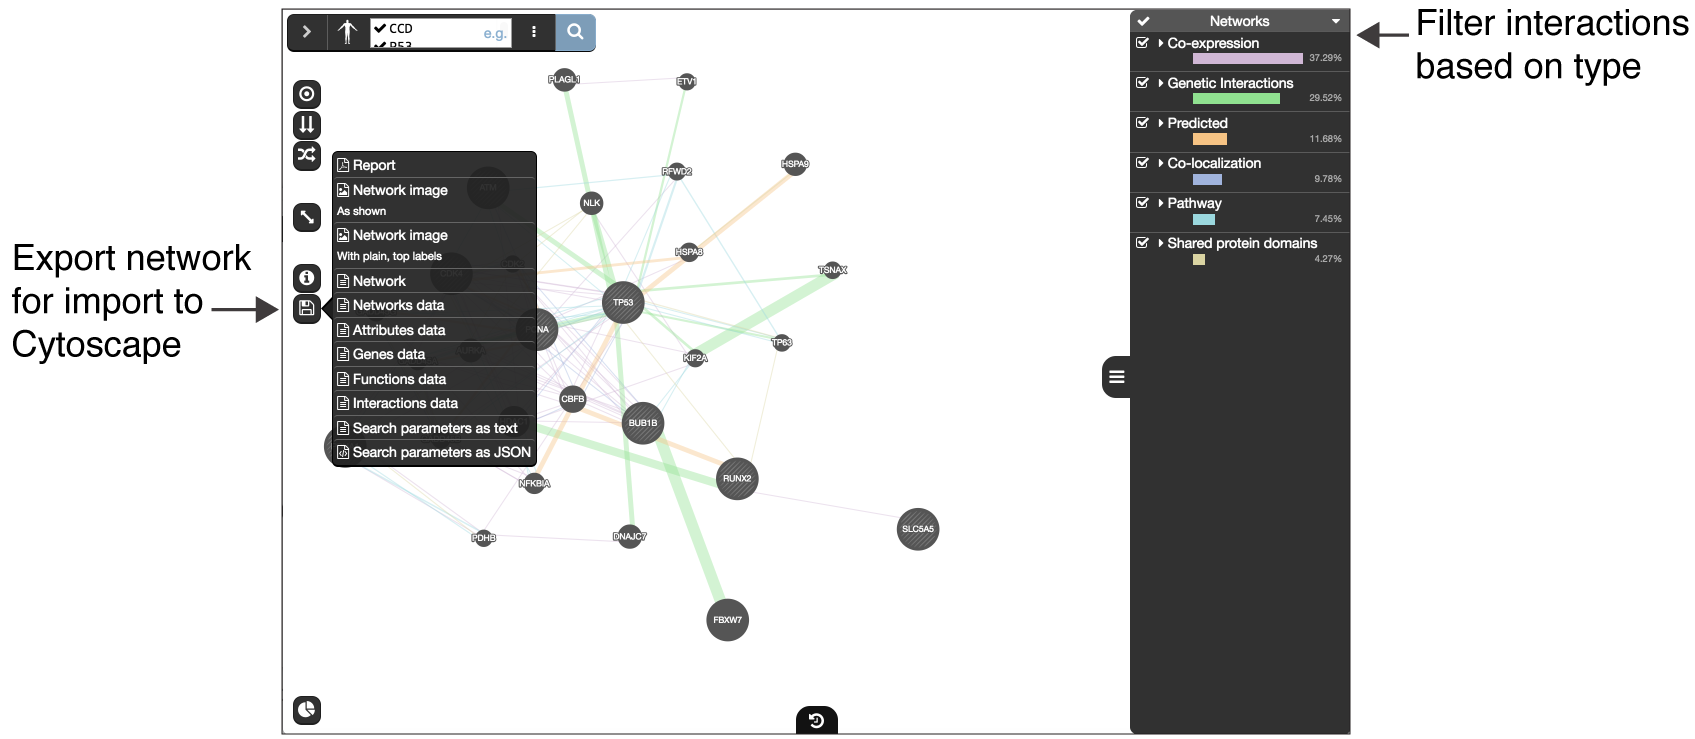 Filter interactions
based on type
Export network
for import to
Cytoscape
CCD
P53
e.g.
Networks
Co-expression
37.29%
Genetic Interactions
29.52%
Predicted
11.68%
Co-localization
9.78%
Pathway
7.45%
Shared protein domains
4.27%
Report
Network image
As shown
Network image
With plain, top labels
Network
Networks data
Attributes data
Genes data
Functions data
Interactions data
Search parameters as text
Search parameters as JSON
PLAGL1
ETV1
HSPA9
RFWD2
ATM
NLK
HSPA8
TSNAX
TP53
TP63
KIF2A
CBFB
BUB1B
RUNX2
NFKBIA
SLC5A5
PDHB
DNAJC7
FBXW7